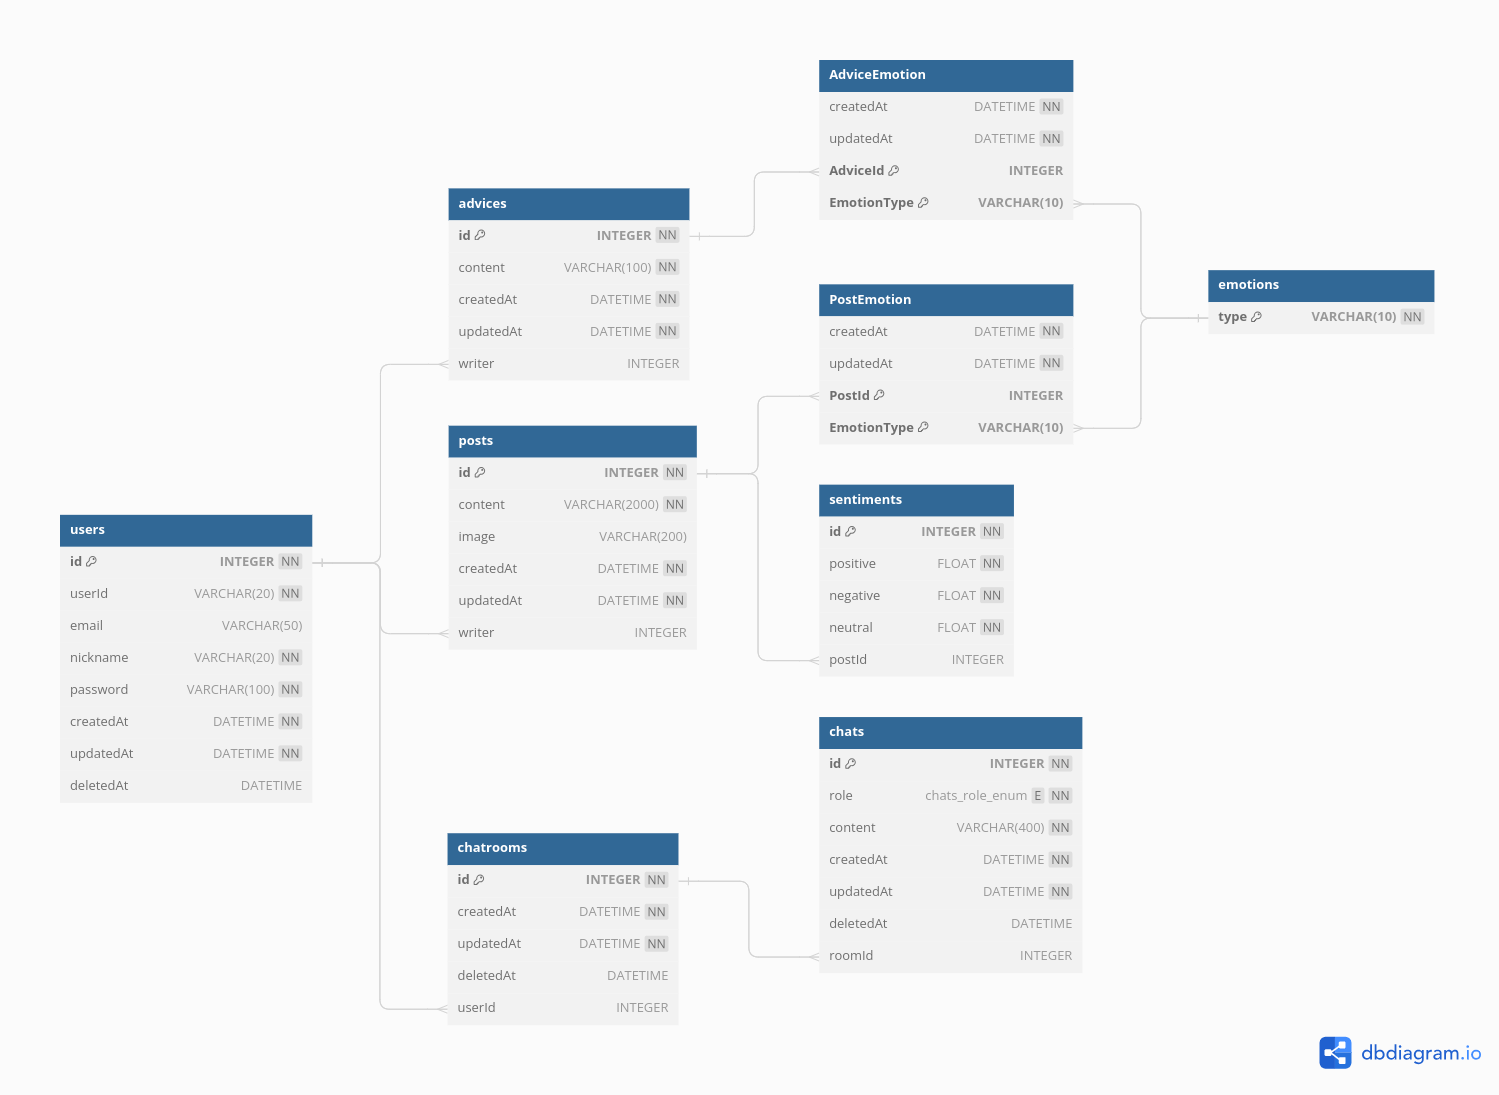 AdviceEmotion
createdAt DATETIME NN
updatedAt DATETIME NN
AdviceId INTEGER
EmotionType VARCHAR(10)
advices
id INTEGER NN
content VARCHAR(100) NN
createdAt DATETIME NN
updatedAt DATETIME NN
writer INTEGER
PostEmotion
createdAt DATETIME NN
updatedAt DATETIME NN
PostId INTEGER
EmotionType VARCHAR(10)
emotions
type VARCHAR(10) NN
posts
id INTEGER NN
content VARCHAR(2000) NN
image VARCHAR(200)
createdAt DATETIME NN
updatedAt DATETIME NN
writer INTEGER
sentiments
id INTEGER NN
positive FLOAT NN
negative FLOAT NN
neutral FLOAT NN
postId INTEGER
users
id INTEGER NN
userId VARCHAR(20) NN
email VARCHAR(50)
nickname VARCHAR(20) NN
password VARCHAR(100) NN
createdAt DATETIME NN
updatedAt DATETIME NN
deletedAt DATETIME
chats
id INTEGER NN
role chats_role_enum E NN
content VARCHAR(400) NN
createdAt DATETIME NN
updatedAt DATETIME NN
deletedAt DATETIME
roomId INTEGER
chatrooms
id INTEGER NN
createdAt DATETIME NN
updatedAt DATETIME NN
deletedAt DATETIME
userId INTEGER
dbdiagram.io